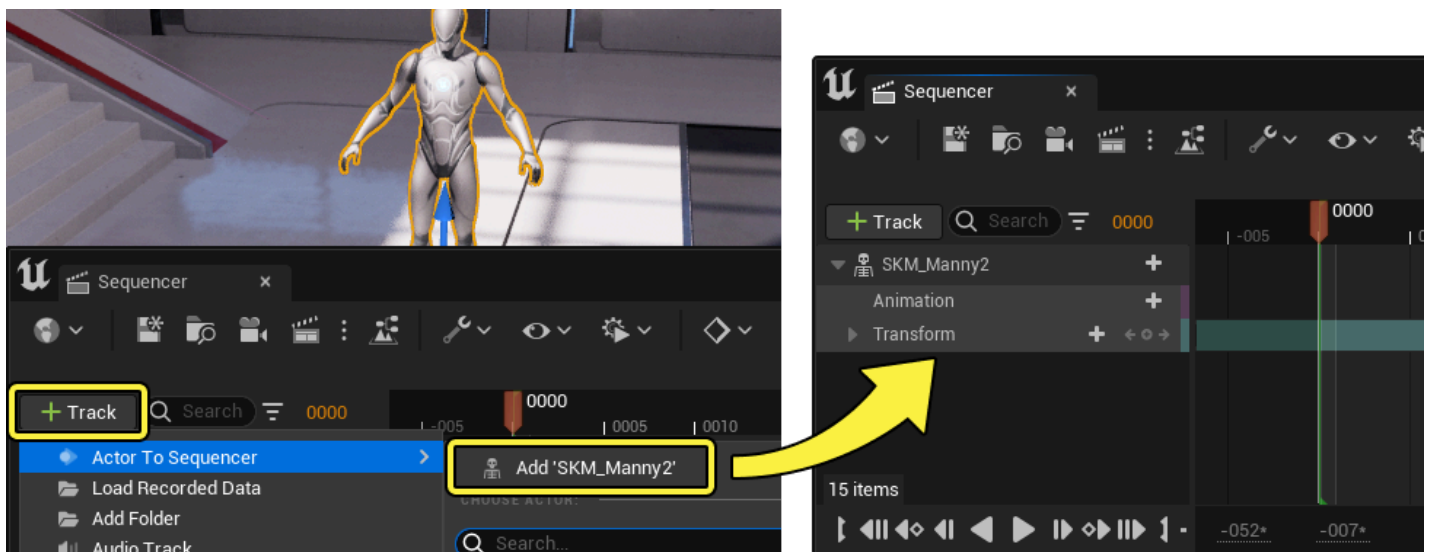 Sequencer ×
+ Track Search 0000
0000
-005 0005 0010
Actor To Sequencer
Load Recorded Data
Add Folder
Audio Track
Add 'SKM_Manny2'
CHOOSE ACTOR:
Search...
Sequencer ×
+ Track Search 0000
0000
-005
SKM_Manny2
Animation
Transform
15 items
-052* -007*